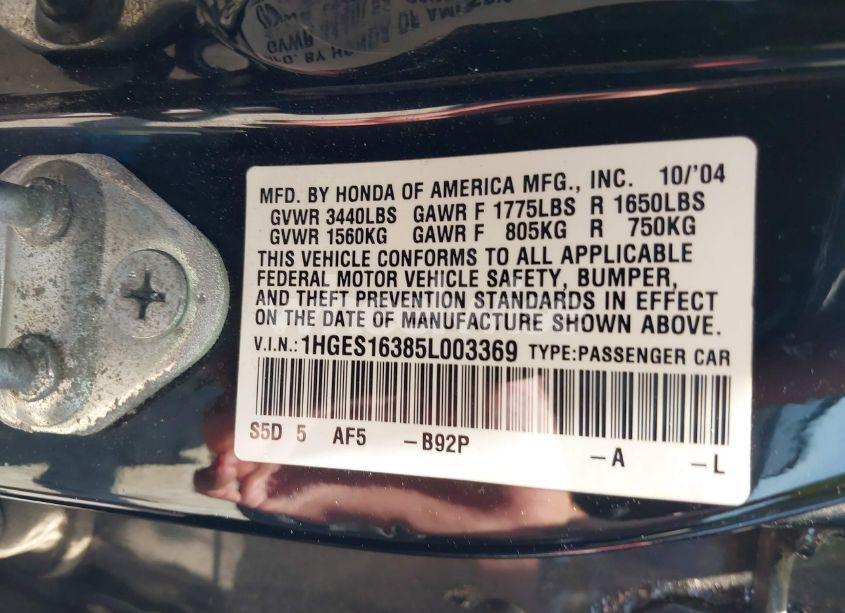 MFD. BY HONDA OF AMERICA MFG., INC. 10/'04
GVWR 3440LBS GAWR F 1775LBS R 1650LBS
GVWR 1560KG GAWR F 805KG R 750KG
THIS VEHICLE CONFORMS TO ALL APPLICABLE
FEDERAL MOTOR VEHICLE SAFETY, BUMPER,
AND THEFT PREVENTION STANDARDS IN EFFECT
ON THE DATE OF MANUFACTURE SHOWN ABOVE.
V.I.N.: 1HGES16385L003369 TYPE:PASSENGER CAR
S5D 5 AF5 -B92P -A -L